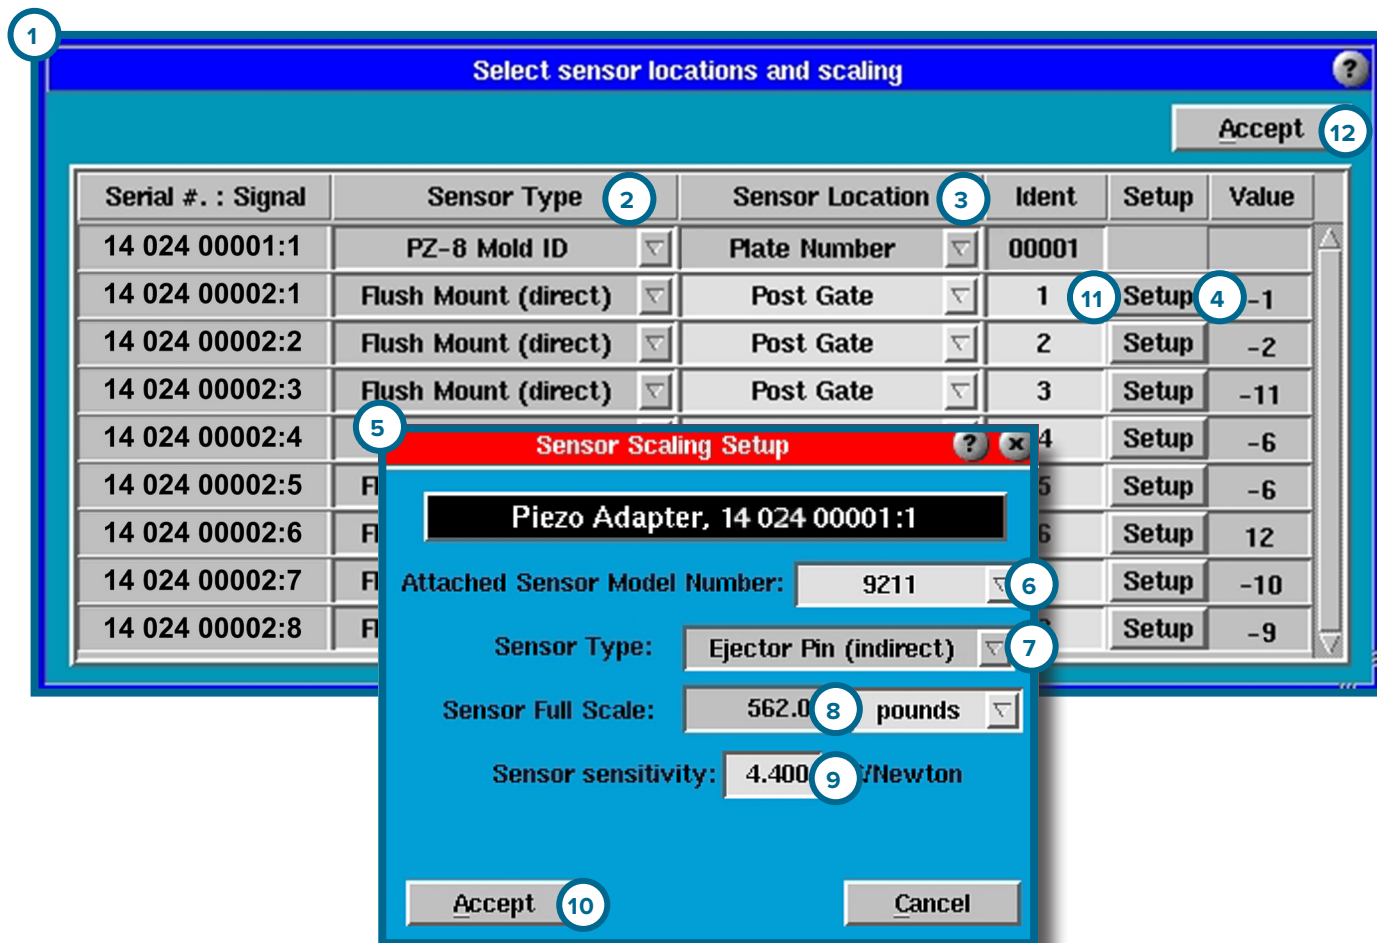 1
Select sensor locations and scaling ?
Accept 12
Serial #. : Signal Sensor Type 2 Sensor Location 3 Ident Setup Value
14 024 00001:1 PZ-8 Mold ID Plate Number 00001
14 024 00002:1 Flush Mount (direct) Post Gate 1 11 Setup 4 -1
14 024 00002:2 Flush Mount (direct) Post Gate 2 Setup -2
14 024 00002:3 Flush Mount (direct) Post Gate 3 Setup -11
14 024 00002:4 4 Setup -6
14 024 00002:5 Fl 5 Setup -6
14 024 00002:6 Fl 6 Setup 12
14 024 00002:7 Fl Setup -10
14 024 00002:8 Fl Setup -9
5
Sensor Scaling Setup ? x
Piezo Adapter, 14 024 00001:1
Attached Sensor Model Number: 9211 6
Sensor Type: Ejector Pin (indirect) 7
Sensor Full Scale: 562.0 8 pounds
Sensor sensitivity: 4.400 9 /Newton
Accept 10 Cancel